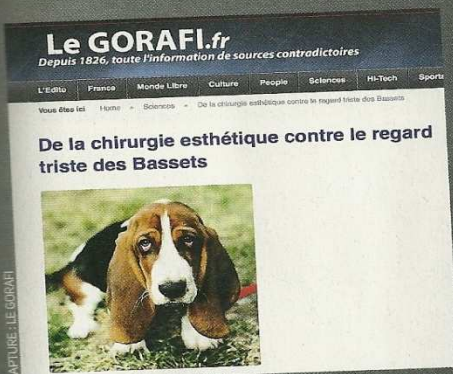 Le GORAFI.fr
Depuis 1826, toute l'information de sources contradictoires
L'Edito France Monde Libre Culture People Sciences Hi-Tech Sports
Vous êtes ici Home » Sciences » De la chirurgie esthétique contre le regard triste des Bassets
De la chirurgie esthétique contre le regard
triste des Bassets
CAPTURE : LE GORAFI